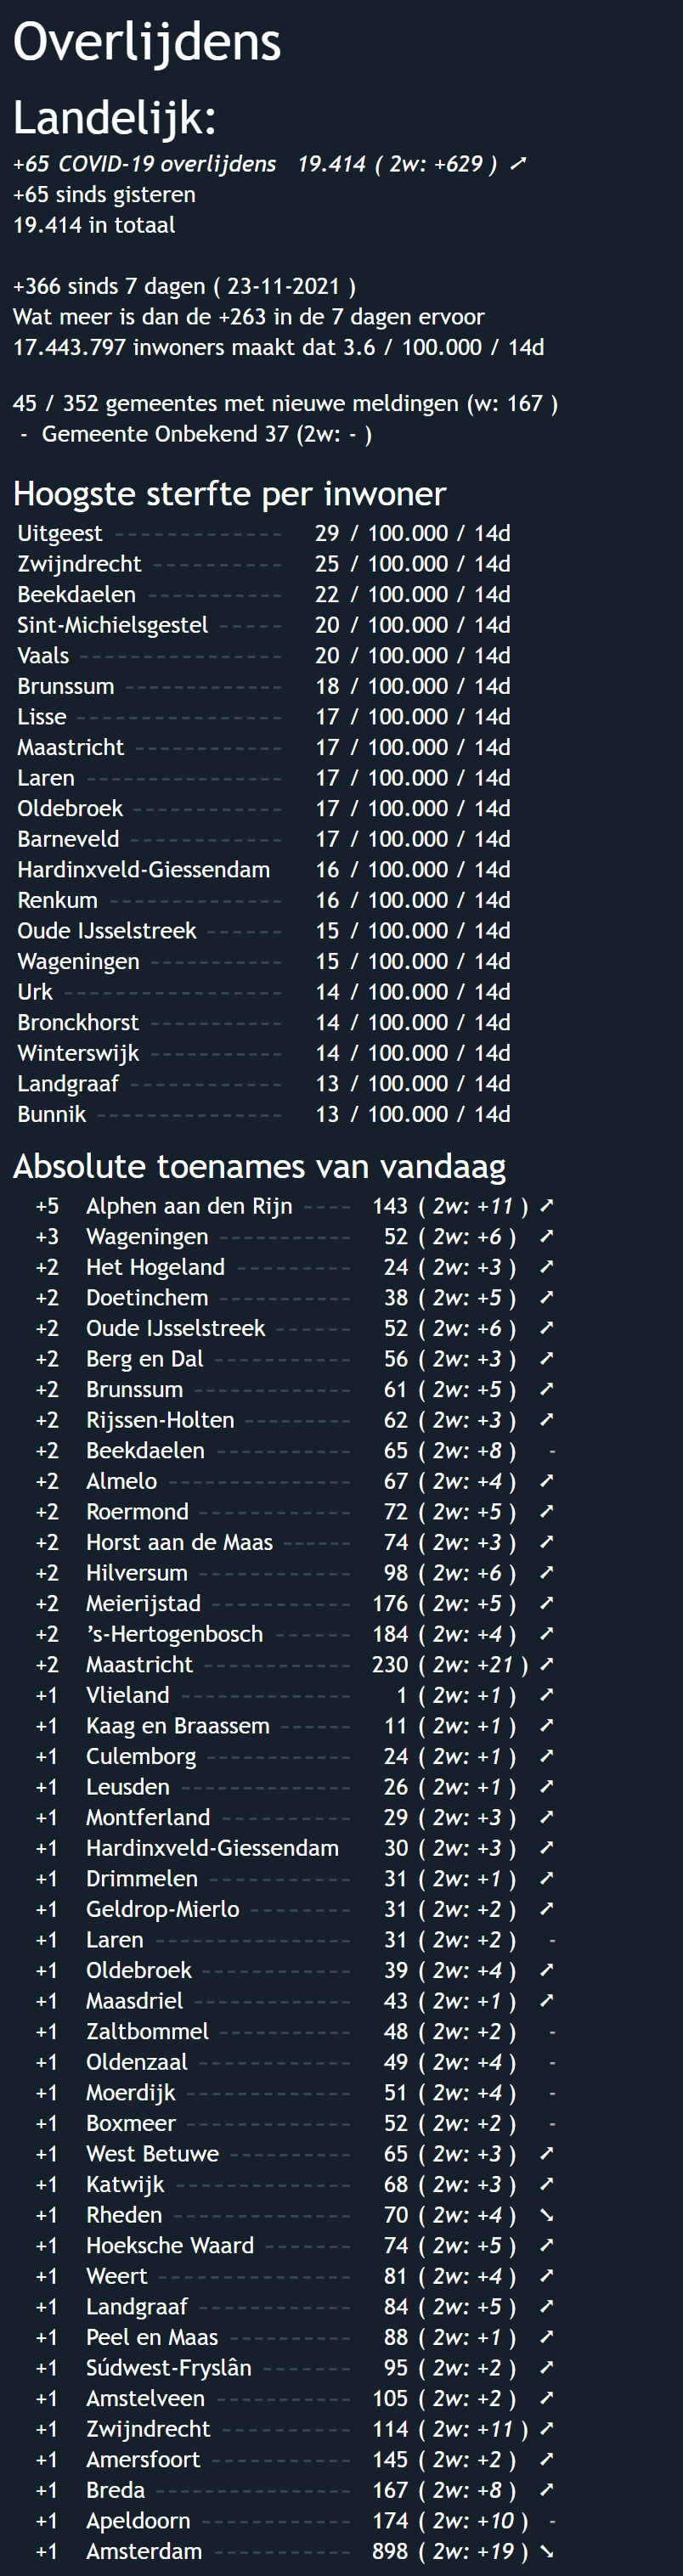 Overlijdens
Landelijk:
+65 COVID-19 overlijdens 19.414 ( 2w: +629 ) ➚
+65 sinds gisteren
19.414 in totaal
+366 sinds 7 dagen ( 23-11-2021 )
Wat meer is dan de +263 in de 7 dagen ervoor
17.443.797 inwoners maakt dat 3.6 / 100.000 / 14d
45 / 352 gemeentes met nieuwe meldingen (w: 167 )
- Gemeente Onbekend 37 (2w: - )
Hoogste sterfte per inwoner
Uitgeest 29 / 100.000 / 14d
Zwijndrecht 25 / 100.000 / 14d
Beekdaelen 22 / 100.000 / 14d
Sint-Michielsgestel 20 / 100.000 / 14d
Vaals 20 / 100.000 / 14d
Brunssum 18 / 100.000 / 14d
Lisse 17 / 100.000 / 14d
Maastricht 17 / 100.000 / 14d
Laren 17 / 100.000 / 14d
Oldebroek 17 / 100.000 / 14d
Barneveld 17 / 100.000 / 14d
Hardinxveld-Giessendam 16 / 100.000 / 14d
Renkum 16 / 100.000 / 14d
Oude IJsselstreek 15 / 100.000 / 14d
Wageningen 15 / 100.000 / 14d
Urk 14 / 100.000 / 14d
Bronckhorst 14 / 100.000 / 14d
Winterswijk 14 / 100.000 / 14d
Landgraaf 13 / 100.000 / 14d
Bunnik 13 / 100.000 / 14d
Absolute toenames van vandaag
+5 Alphen aan den Rijn 143 ( 2w: +11 ) ➚
+3 Wageningen 52 ( 2w: +6 ) ➚
+2 Het Hogeland 24 ( 2w: +3 ) ➚
+2 Doetinchem 38 ( 2w: +5 ) ➚
+2 Oude IJsselstreek 52 ( 2w: +6 ) ➚
+2 Berg en Dal 56 ( 2w: +3 ) ➚
+2 Brunssum 61 ( 2w: +5 ) ➚
+2 Rijssen-Holten 62 ( 2w: +3 ) ➚
+2 Beekdaelen 65 ( 2w: +8 ) -
+2 Almelo 67 ( 2w: +4 ) ➚
+2 Roermond 72 ( 2w: +5 ) ➚
+2 Horst aan de Maas 74 ( 2w: +3 ) ➚
+2 Hilversum 98 ( 2w: +6 ) ➚
+2 Meierijstad 176 ( 2w: +5 ) ➚
+2 ’s-Hertogenbosch 184 ( 2w: +4 ) ➚
+2 Maastricht 230 ( 2w: +21 ) ➚
+1 Vlieland 1 ( 2w: +1 ) ➚
+1 Kaag en Braassem 11 ( 2w: +1 ) ➚
+1 Culemborg 24 ( 2w: +1 ) ➚
+1 Leusden 26 ( 2w: +1 ) ➚
+1 Montferland 29 ( 2w: +3 ) ➚
+1 Hardinxveld-Giessendam 30 ( 2w: +3 ) ➚
+1 Drimmelen 31 ( 2w: +1 ) ➚
+1 Geldrop-Mierlo 31 ( 2w: +2 ) ➚
+1 Laren 31 ( 2w: +2 ) -
+1 Oldebroek 39 ( 2w: +4 ) ➚
+1 Maasdriel 43 ( 2w: +1 ) ➚
+1 Zaltbommel 48 ( 2w: +2 ) -
+1 Oldenzaal 49 ( 2w: +4 ) -
+1 Moerdijk 51 ( 2w: +4 ) -
+1 Boxmeer 52 ( 2w: +2 ) -
+1 West Betuwe 65 ( 2w: +3 ) ➚
+1 Katwijk 68 ( 2w: +3 ) ➚
+1 Rheden 70 ( 2w: +4 ) ➘
+1 Hoeksche Waard 74 ( 2w: +5 ) ➚
+1 Weert 81 ( 2w: +4 ) ➚
+1 Landgraaf 84 ( 2w: +5 ) ➚
+1 Peel en Maas 88 ( 2w: +1 ) ➚
+1 Súdwest-Fryslân 95 ( 2w: +2 ) ➚
+1 Amstelveen 105 ( 2w: +2 ) ➚
+1 Zwijndrecht 114 ( 2w: +11 ) ➚
+1 Amersfoort 145 ( 2w: +2 ) ➚
+1 Breda 167 ( 2w: +8 ) ➚
+1 Apeldoorn 174 ( 2w: +10 ) -
+1 Amsterdam 898 ( 2w: +19 ) ➘